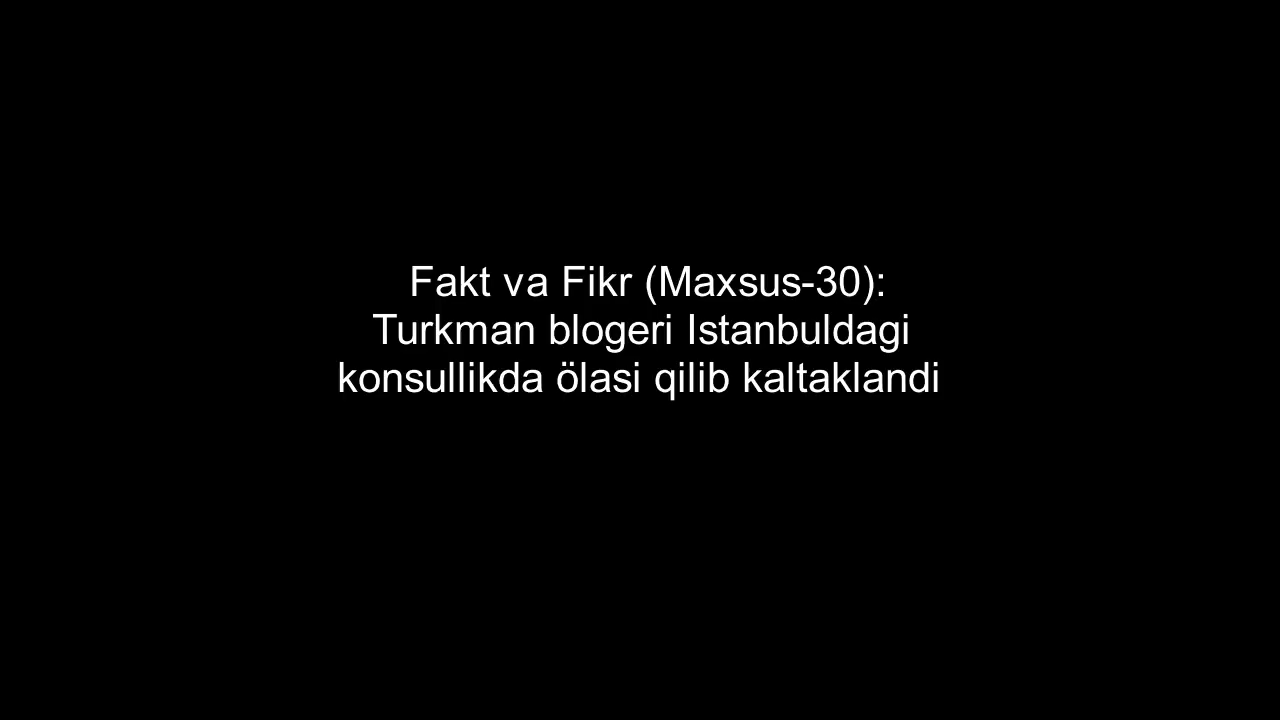 Fakt va Fikr (Maxsus-30):
Turkman blogeri Istanbuldagi
konsullikda ölasi qilib kaltaklandi